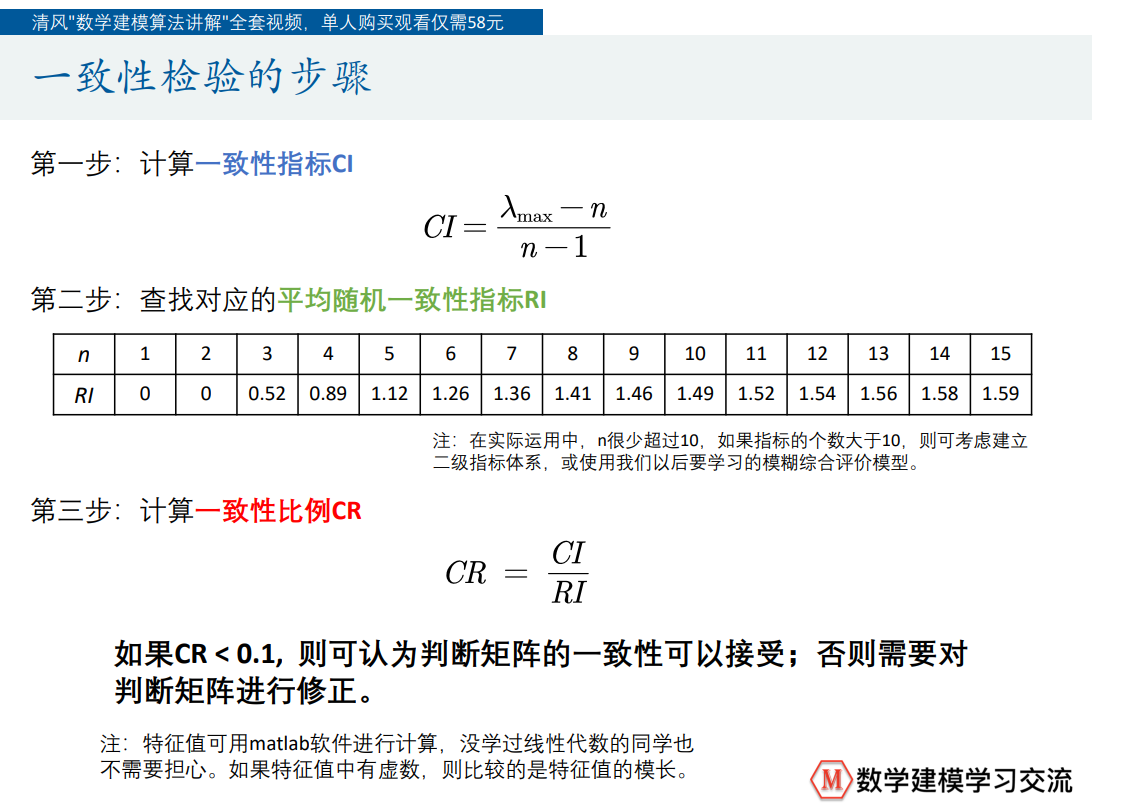 清风"数学建模算法讲解"全套视频，单人购买观看仅需58元
一致性检验的步骤
第一步：计算一致性指标CI
CI = (λmax − n) / (n − 1)
第二步：查找对应的平均随机一致性指标RI
n 1 2 3 4 5 6 7 8 9 10 11 12 13 14 15
RI 0 0 0.52 0.89 1.12 1.26 1.36 1.41 1.46 1.49 1.52 1.54 1.56 1.58 1.59
注：在实际运用中，n很少超过10，如果指标的个数大于10，则可考虑建立
二级指标体系，或使用我们以后要学习的模糊综合评价模型。
第三步：计算一致性比例CR
CR = CI / RI
如果CR < 0.1, 则可认为判断矩阵的一致性可以接受；否则需要对
判断矩阵进行修正。
注：特征值可用matlab软件进行计算，没学过线性代数的同学也
不需要担心。如果特征值中有虚数，则比较的是特征值的模长。
M 数学建模学习交流